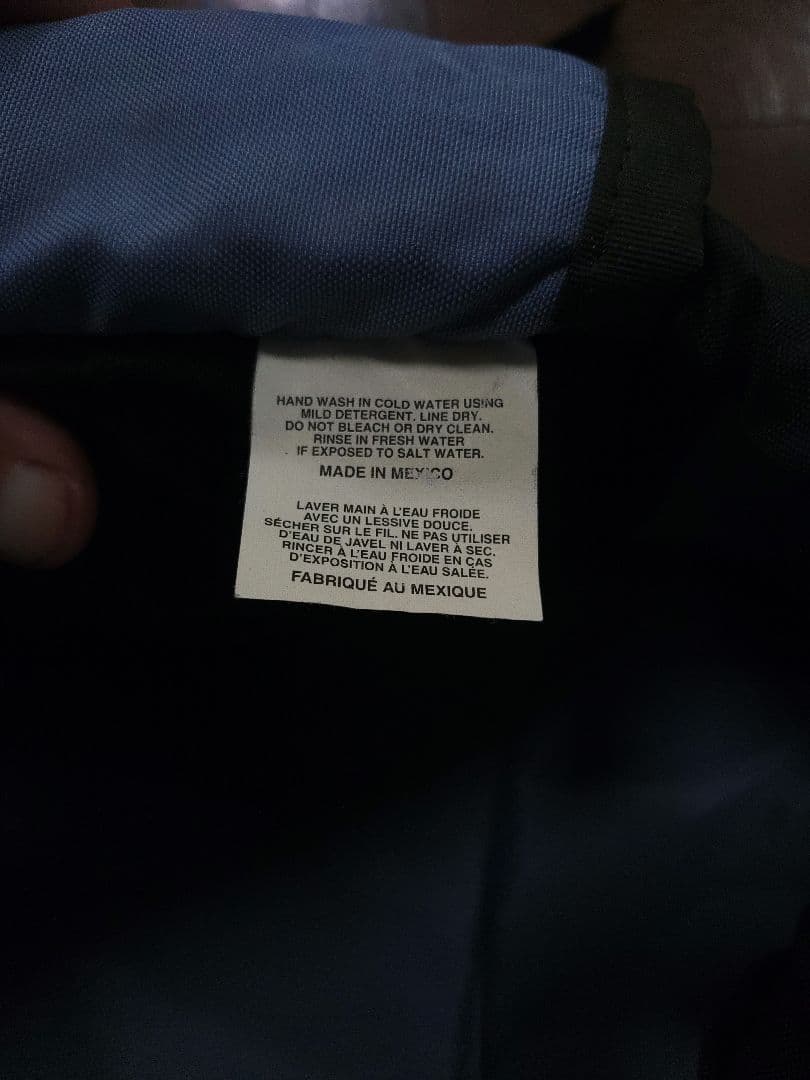 HAND WASH IN COLD WATER USING
MILD DETERGENT. LINE DRY.
DO NOT BLEACH OR DRY CLEAN.
RINSE IN FRESH WATER
IF EXPOSED TO SALT WATER.
MADE IN MEXICO
LAVER MAIN À L'EAU FROIDE
AVEC UN LESSIVE DOUCE.
SÉCHER SUR LE FIL. NE PAS UTILISER
D'EAU DE JAVEL NI LAVER À SEC.
RINCER À L'EAU FROIDE EN CAS
D'EXPOSITION À L'EAU SALÉE.
FABRIQUÉ AU MEXIQUE